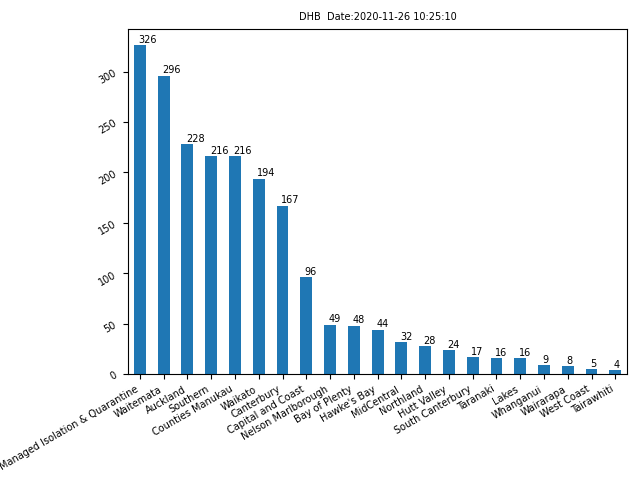 DHB  Date:2020-11-26 10:25:10
326
296
228
216
216
194
167
96
49
48
44
32
28
24
17
16
16
9
8
5
4
300
250
200
150
100
50
0
Managed Isolation & Quarantine
Waitemata
Auckland
Southern
Counties Manukau
Waikato
Canterbury
Capital and Coast
Nelson Marlborough
Bay of Plenty
Hawke's Bay
MidCentral
Northland
Hutt Valley
South Canterbury
Taranaki
Lakes
Whanganui
Wairarapa
West Coast
Tairawhiti